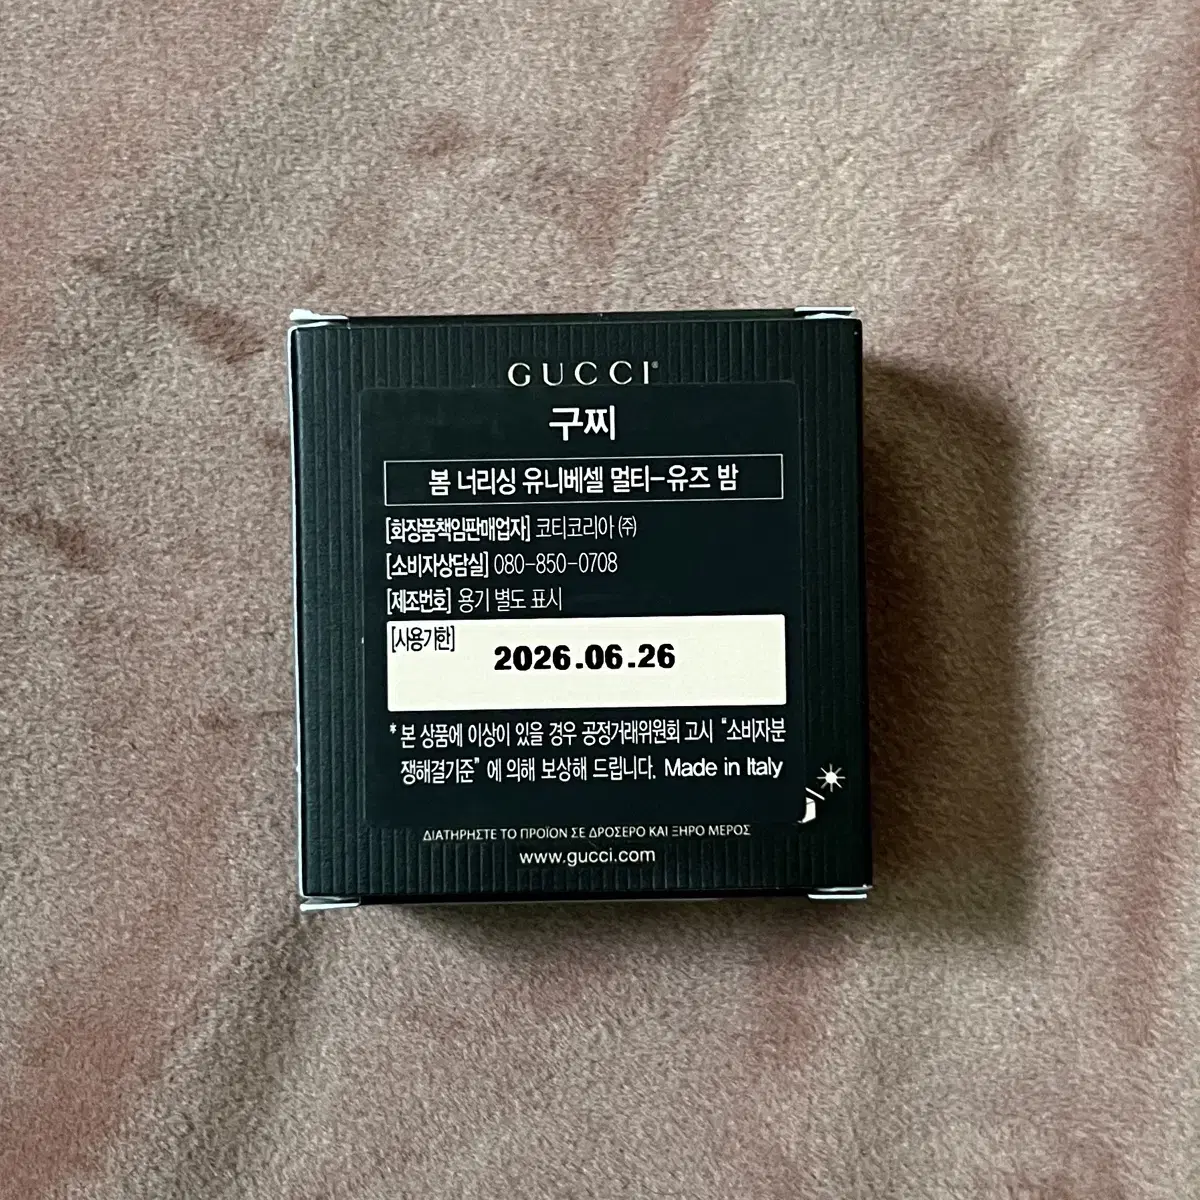 GUCCI®
구찌
봄 너리싱 유니베셀 멀티-유즈 밤
[화장품책임판매업자] 코티코리아 ㈜
[소비자상담실] 080-850-0708
[제조번호] 용기 별도 표시
[사용기한]
2026.06.26
* 본 상품에 이상이 있을 경우 공정거래위원회 고시 "소비자분
쟁해결기준" 에 의해 보상해 드립니다. Made in Italy
ΔΙΑΤΗΡΗΣΤΕ ΤΟ ΠΡΟΪΟΝ ΣΕ ΔΡΟΣΕΡΟ ΚΑΙ ΞΗΡΟ ΜΕΡΟΣ
www.gucci.com